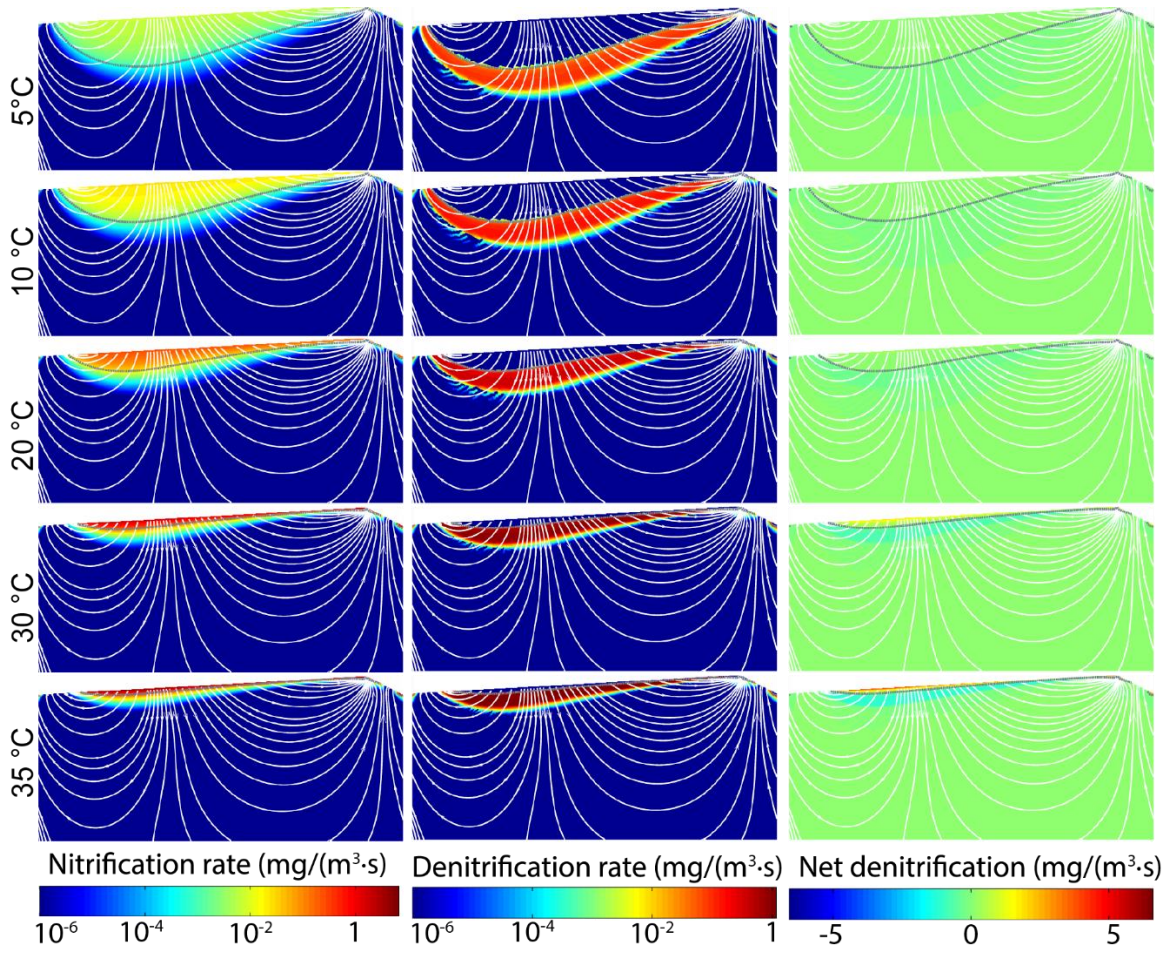 5°C
10 °C
20 °C
30 °C
35 °C
Nitrification rate (mg/(m³·s)
Denitrification rate (mg/(m³·s)
Net denitrification (mg/(m³·s)
10⁻⁶ 10⁻⁴ 10⁻² 1
10⁻⁶ 10⁻⁴ 10⁻² 1
-5 0 5